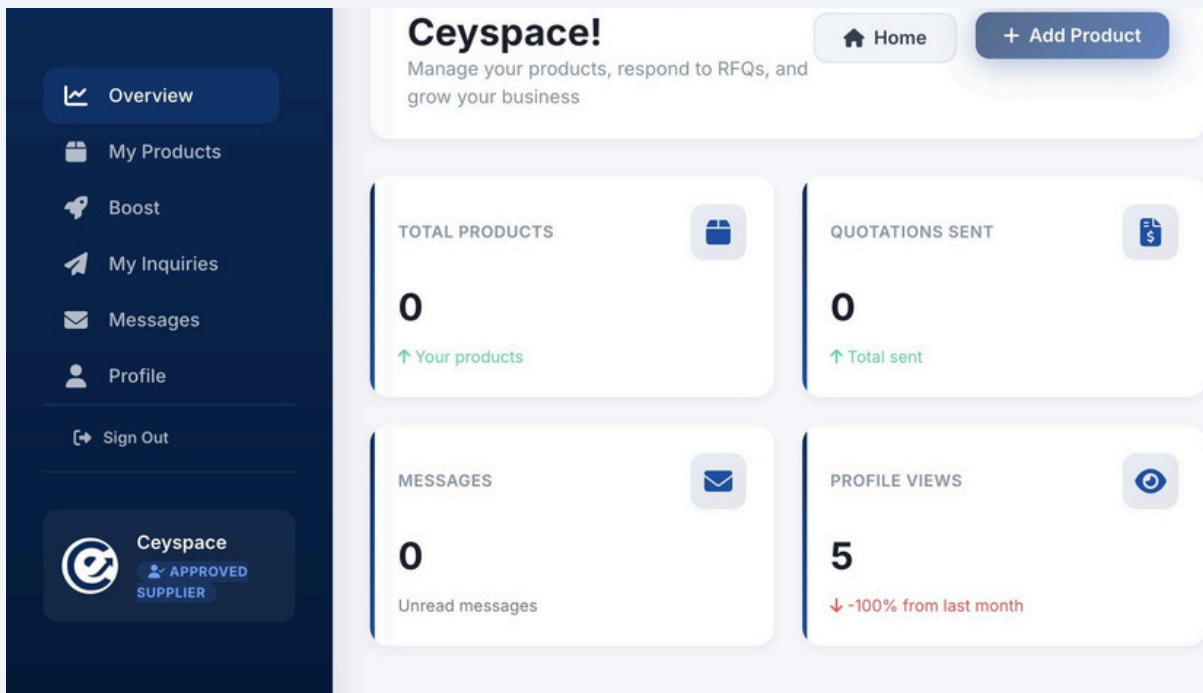 Overview
My Products
Boost
My Inquiries
Messages
Profile
Sign Out
Ceyspace
APPROVED
SUPPLIER
Ceyspace!
Manage your products, respond to RFQs, and
grow your business
Home
+ Add Product
TOTAL PRODUCTS
0
↑ Your products
QUOTATIONS SENT
0
↑ Total sent
MESSAGES
0
Unread messages
PROFILE VIEWS
5
↓ -100% from last month